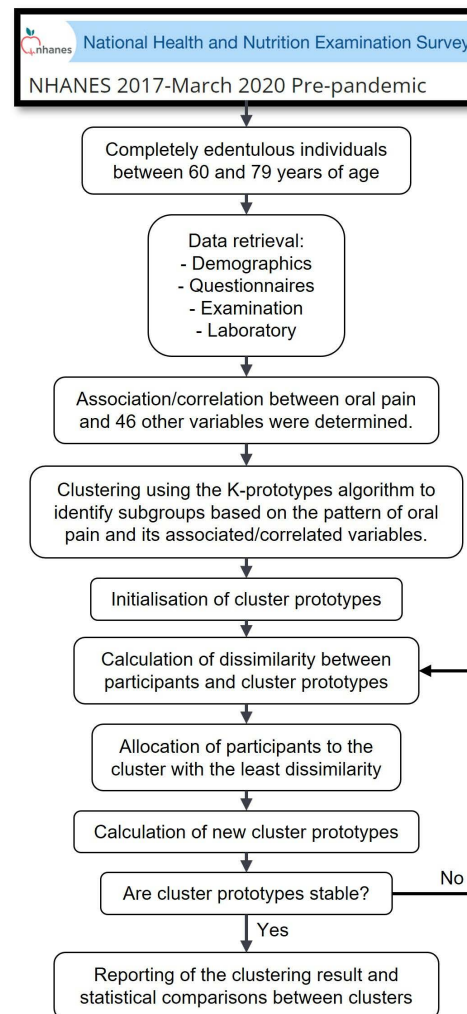 nhanes
National Health and Nutrition Examination Survey
NHANES 2017-March 2020 Pre-pandemic
Completely edentulous individuals
between 60 and 79 years of age
Data retrieval:
- Demographics
- Questionnaires
- Examination
- Laboratory
Association/correlation between oral pain
and 46 other variables were determined.
Clustering using the K-prototypes algorithm to
identify subgroups based on the pattern of oral
pain and its associated/correlated variables.
Initialisation of cluster prototypes
Calculation of dissimilarity between
participants and cluster prototypes
Allocation of participants to the
cluster with the least dissimilarity
Calculation of new cluster prototypes
Are cluster prototypes stable?
No
Yes
Reporting of the clustering result and
statistical comparisons between clusters